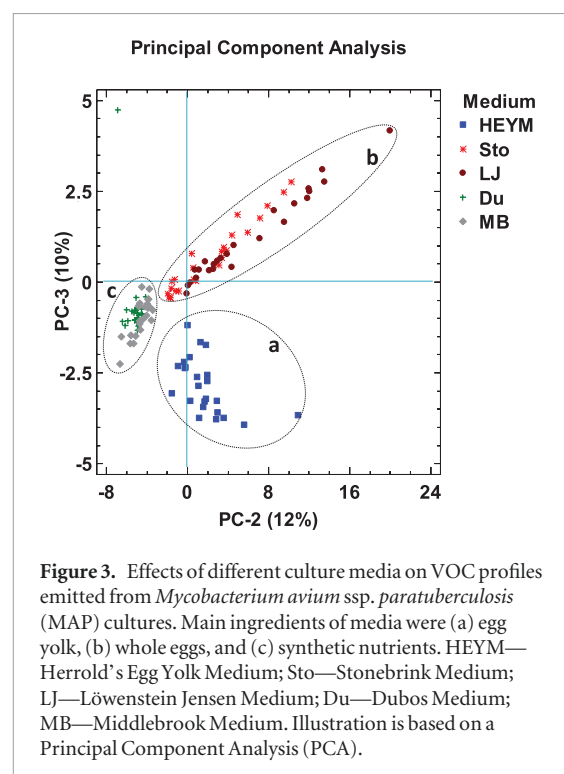 Principal Component Analysis
5
2.5
0
-2.5
-5
PC-3 (10%)
-8
0
8
16
24
PC-2 (12%)
a
b
c
Medium
HEYM
Sto
LJ
Du
MB
Figure 3. Effects of different culture media on VOC profiles
emitted from Mycobacterium avium ssp. paratuberculosis
(MAP) cultures. Main ingredients of media were (a) egg
yolk, (b) whole eggs, and (c) synthetic nutrients. HEYM—
Herrold's Egg Yolk Medium; Sto—Stonebrink Medium;
LJ—Löwenstein Jensen Medium; Du—Dubos Medium;
MB—Middlebrook Medium. Illustration is based on a
Principal Component Analysis (PCA).